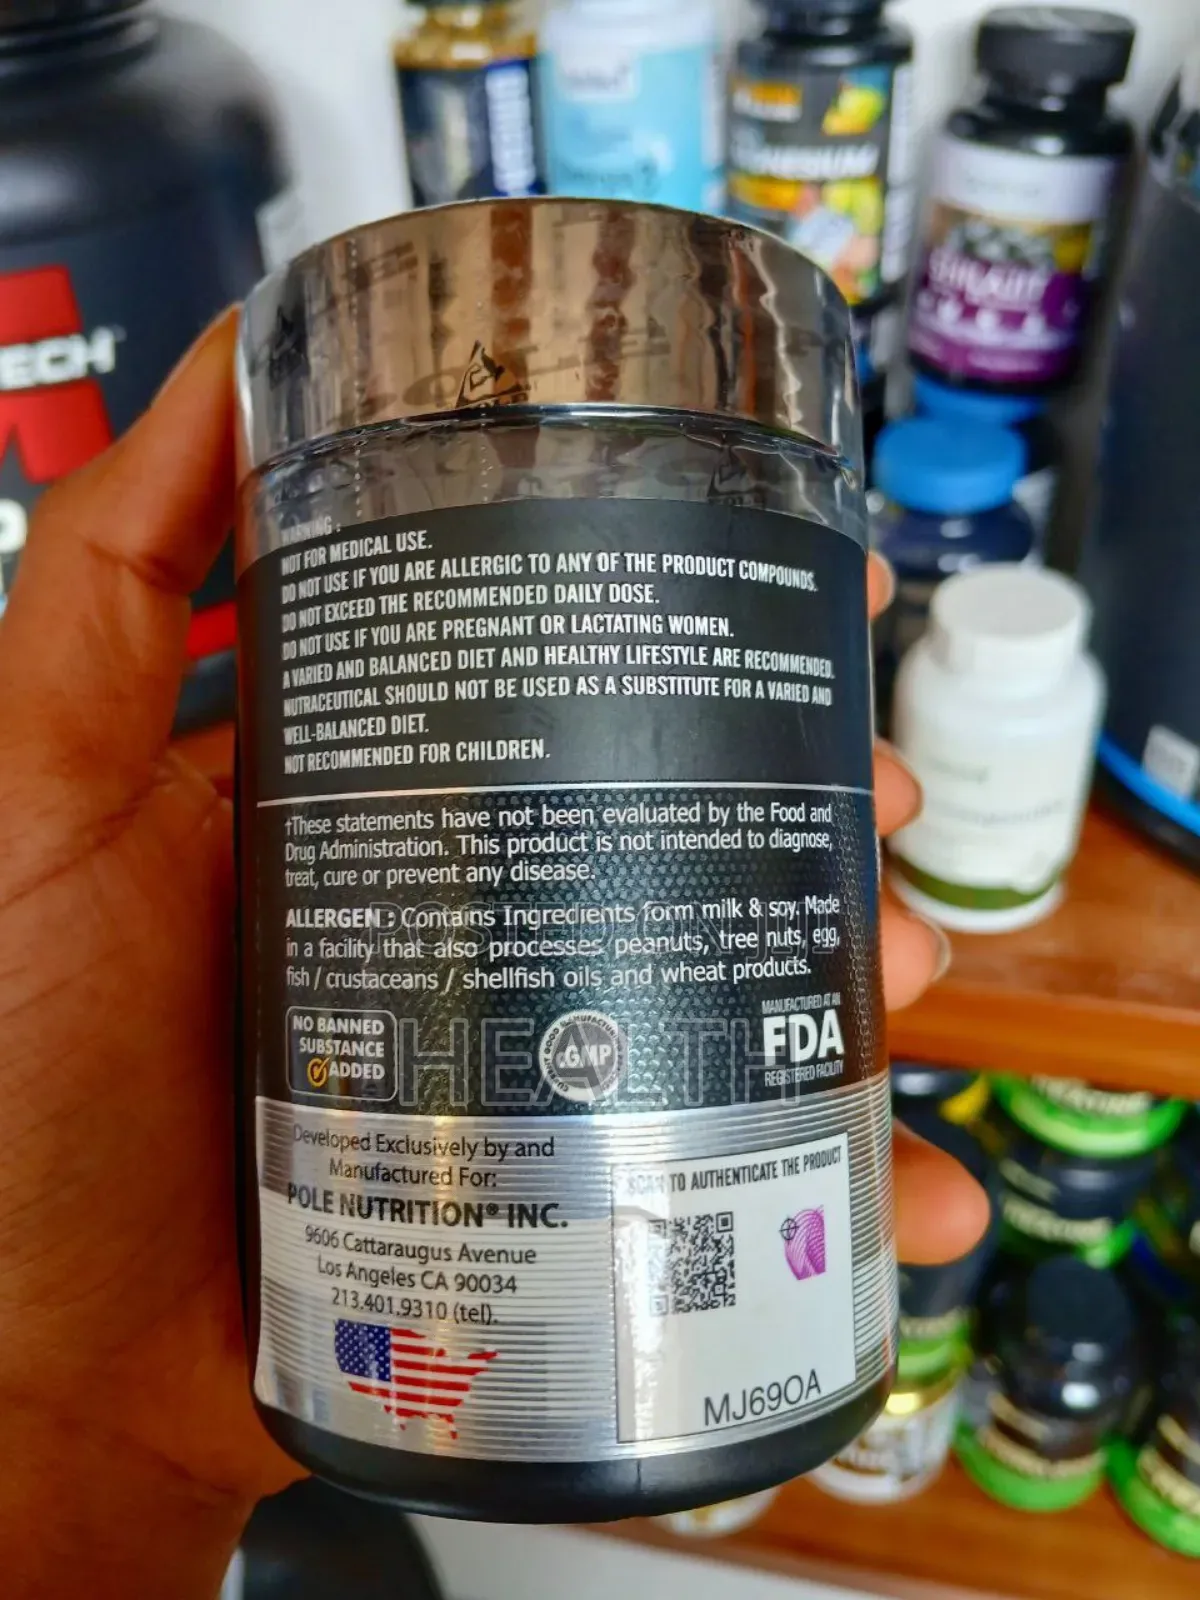 TECH
WARNING :
NOT FOR MEDICAL USE.
DO NOT USE IF YOU ARE ALLERGIC TO ANY OF THE PRODUCT COMPOUNDS.
DO NOT EXCEED THE RECOMMENDED DAILY DOSE.
DO NOT USE IF YOU ARE PREGNANT OR LACTATING WOMEN.
A VARIED AND BALANCED DIET AND HEALTHY LIFESTYLE ARE RECOMMENDED.
NUTRACEUTICAL SHOULD NOT BE USED AS A SUBSTITUTE FOR A VARIED AND
WELL-BALANCED DIET.
NOT RECOMMENDED FOR CHILDREN.
†These statements have not been evaluated by the Food and
Drug Administration. This product is not intended to diagnose,
treat, cure or prevent any disease.
ALLERGEN : Contains Ingredients form milk & soy. Made
in a facility that also processes peanuts, tree nuts, egg,
fish / crustaceans / shellfish oils and wheat products.
POSTED ON JIJI
HEALTH
NO BANNED
SUBSTANCE
ADDED
cGMP
MANUFACTURED AT AN
FDA
REGISTERED FACILITY
Developed Exclusively by and
Manufactured For:
POLE NUTRITION® INC.
9606 Cattaraugus Avenue
Los Angeles CA 90034
213.401.9310 (tel).
SCAN TO AUTHENTICATE THE PRODUCT
MJ69OA